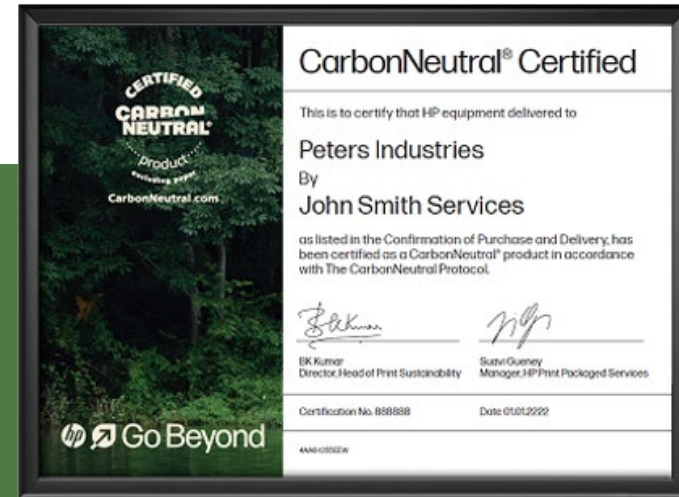 CERTIFIED
CARBON
NEUTRAL®
product
excluding paper
CarbonNeutral.com
hp Go Beyond
CarbonNeutral® Certified
This is to certify that HP equipment delivered to
Peters Industries
By
John Smith Services
as listed in the Confirmation of Purchase and Delivery, has
been certified as a CarbonNeutral® product in accordance
with The CarbonNeutral Protocol.
BK Kumar
Director, Head of Print Sustainability
Suavi Gueney
Manager, HP Print Packaged Services
Certification No. 888888
Date 01.01.2222